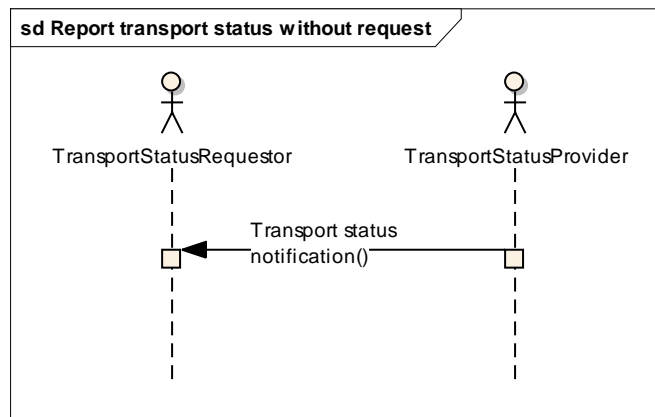 sd Report transport status without request
TransportStatusRequestor
TransportStatusProvider
Transport status
notification()